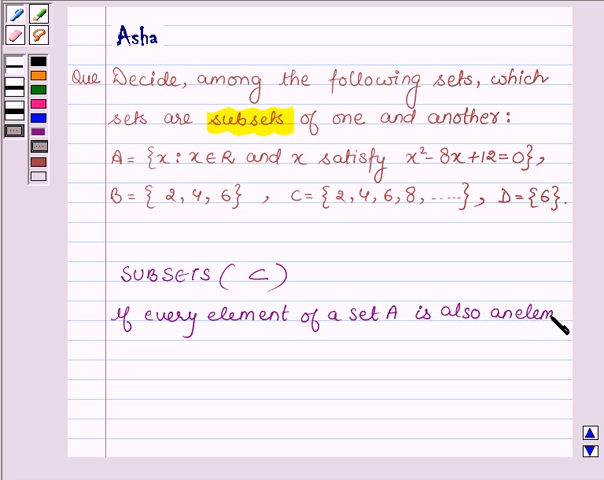 Asha
Que Decide, among the following sets, which
sets are subsets of one and another:
A = {x : x ∈ R and x satisfy x² - 8x + 12 = 0},
B = { 2, 4, 6} , C = { 2, 4, 6, 8, .....}, D = {6}.
SUBSETS ( ⊂ )
If every element of a set A is also an elem